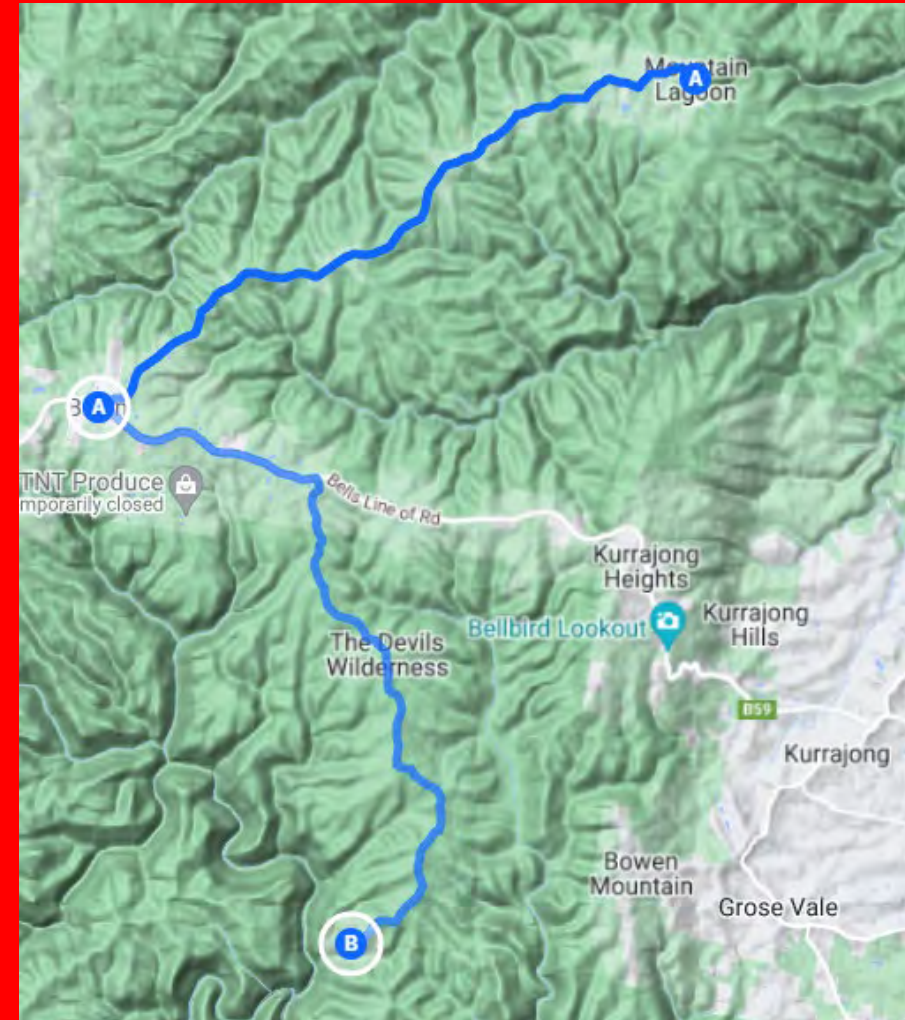 Mountain
Lagoon
A
A
TNT Produce
mporarily closed
Bells Line of Rd
Kurrajong
Heights
Bellbird Lookout
Kurrajong
Hills
The Devils
Wilderness
B59
Kurrajong
Bowen
Mountain
Grose Vale
B